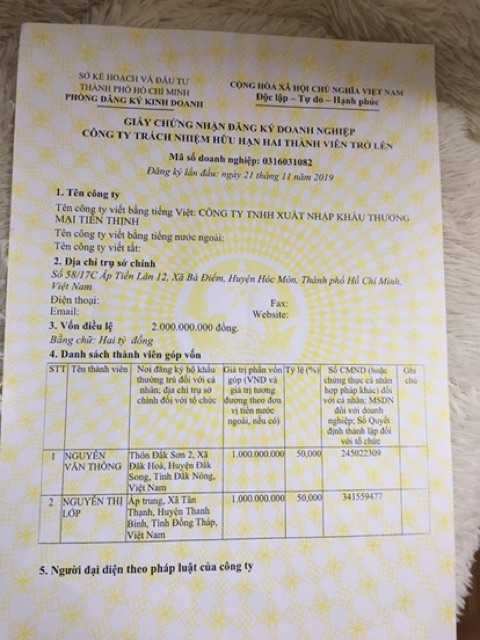 SỞ KẾ HOẠCH VÀ ĐẦU TƯ
THÀNH PHỐ HỒ CHÍ MINH
PHÒNG ĐĂNG KÝ KINH DOANH
CỘNG HÒA XÃ HỘI CHỦ NGHĨA VIỆT NAM
Độc lập – Tự do – Hạnh phúc
GIẤY CHỨNG NHẬN ĐĂNG KÝ DOANH NGHIỆP
CÔNG TY TRÁCH NHIỆM HỮU HẠN HAI THÀNH VIÊN TRỞ LÊN
Mã số doanh nghiệp: 0316031082
Đăng ký lần đầu: ngày 21 tháng 11 năm 2019
1. Tên công ty
Tên công ty viết bằng tiếng Việt: CÔNG TY TNHH XUẤT NHẬP KHẨU THƯƠNG
MẠI TIẾN THỊNH
Tên công ty viết bằng tiếng nước ngoài:
Tên công ty viết tắt:
2. Địa chỉ trụ sở chính
Số 58/17C Ấp Tiền Lân 12, Xã Bà Điểm, Huyện Hóc Môn, Thành phố Hồ Chí Minh,
Việt Nam
Điện thoại: Fax:
Email: Website:
3. Vốn điều lệ 2.000.000.000 đồng.
Bằng chữ: Hai tỷ đồng
4. Danh sách thành viên góp vốn
STT Tên thành viên Nơi đăng ký hộ khẩu Giá trị phần vốn Tỷ lệ (%) Số CMND (hoặc Ghi
thường trú đối với cá góp (VNĐ và chứng thực cá nhân chú
nhân; địa chỉ trụ sở giá trị tương hợp pháp khác) đối
chính đối với tổ chức đương theo đơn với cá nhân; MSDN
vị tiền nước đối với doanh
ngoài, nếu có) nghiệp; Số Quyết
định thành lập đối
với tổ chức
1 NGUYỄN Thôn Đăk Sơn 2, Xã 1.000.000.000 50,000 245022309
VĂN THÔNG Đăk Hoà, Huyện Đắk
Song, Tỉnh Đắk Nông,
Việt Nam
2 NGUYỄN THỊ Ấp trung, Xã Tân 1.000.000.000 50,000 341559477
LỐP Thạnh, Huyện Thanh
Bình, Tỉnh Đồng Tháp,
Việt Nam
5. Người đại diện theo pháp luật của công ty